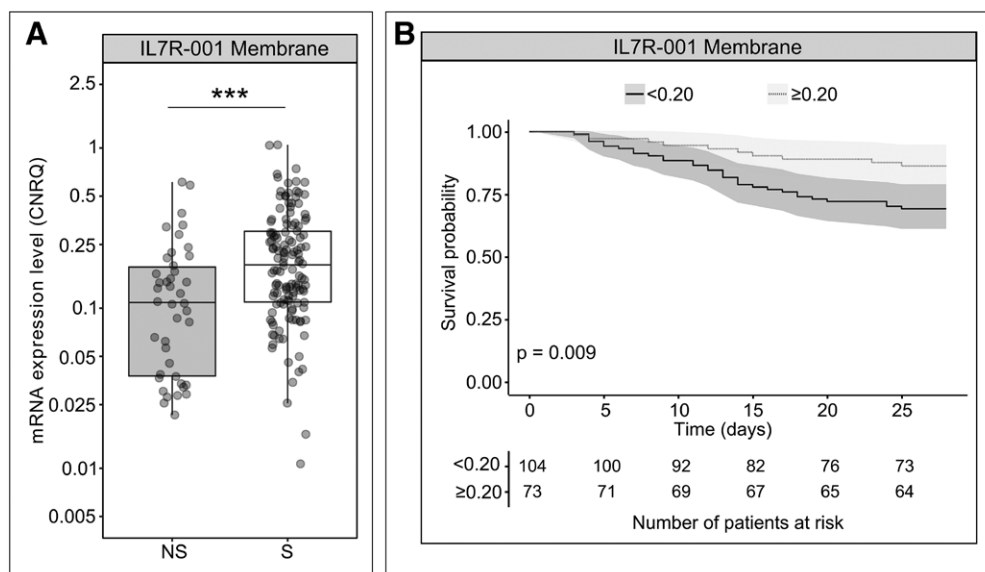 A
IL7R-001 Membrane
***
mRNA expression level (CNRQ)
2.5
1
0.5
0.25
0.1
0.05
0.025
0.01
0.005
NS S
B
IL7R-001 Membrane
<0.20 ≥0.20
Survival probability
1.00
0.75
0.50
0.25
0.00
p = 0.009
0 5 10 15 20 25
Time (days)
<0.20 104 100 92 82 76 73
≥0.20 73 71 69 67 65 64
Number of patients at risk